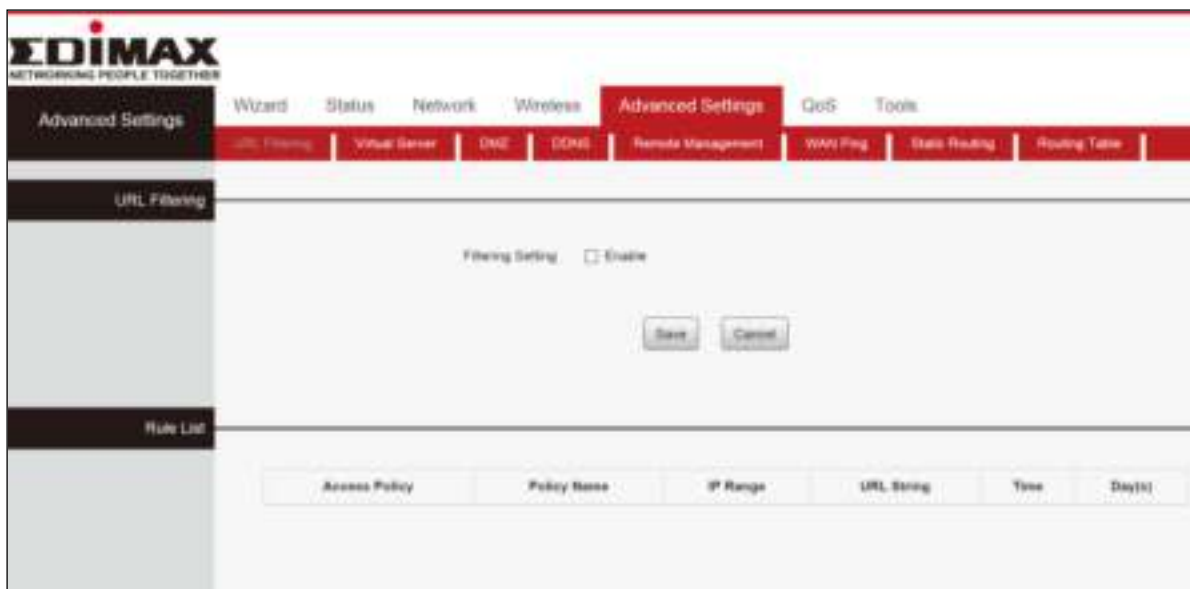 EDIMAX
NETWORKING PEOPLE TOGETHER
Advanced Settings
Wizard Status Network Wireless Advanced Settings QoS Tools
URL Filtering Virtual Server DMZ DDNS Remote Management WAN Ping Static Routing Routing Table
URL Filtering
Filtering Setting Enable
Save Cancel
Rule List
Access Policy Policy Name IP Range URL String Time Day(s)